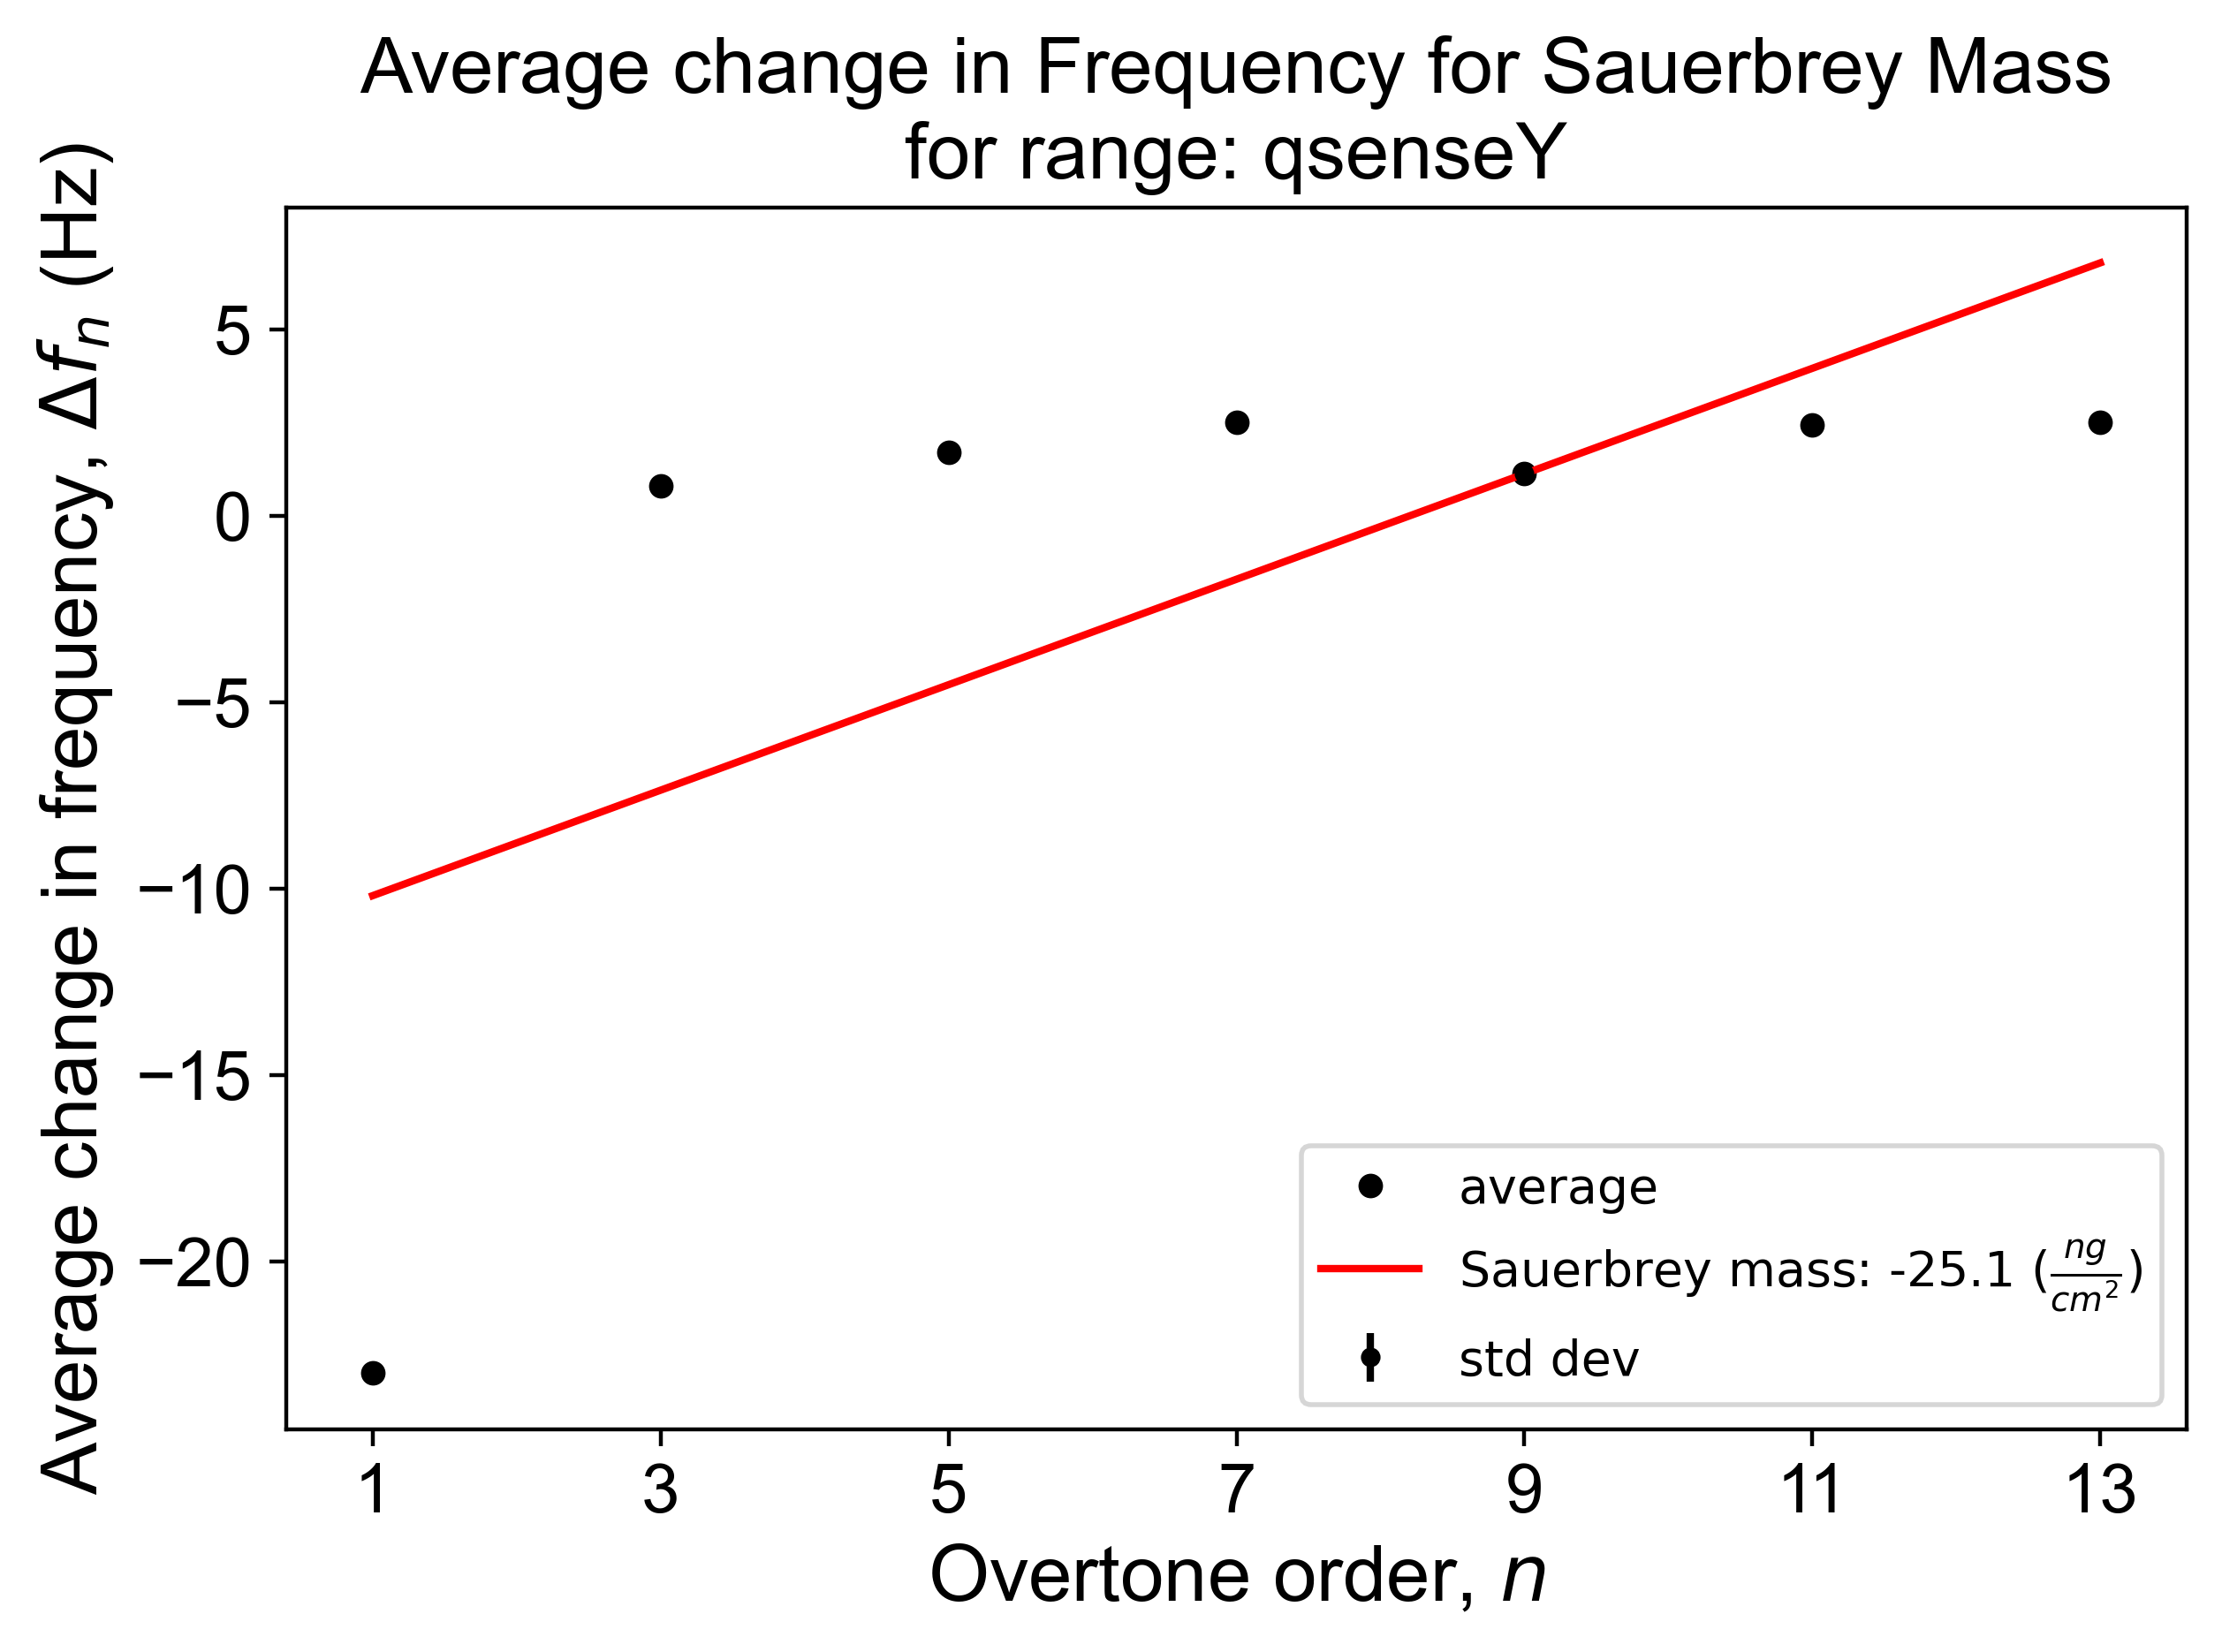 Average change in Frequency for Sauerbrey Mass
for range: qsenseY
Average change in frequency, Δfn (Hz)
5
0
−5
−10
−15
−20
average
Sauerbrey mass: -25.1 (ng/cm²)
std dev
1 3 5 7 9 11 13
Overtone order, n